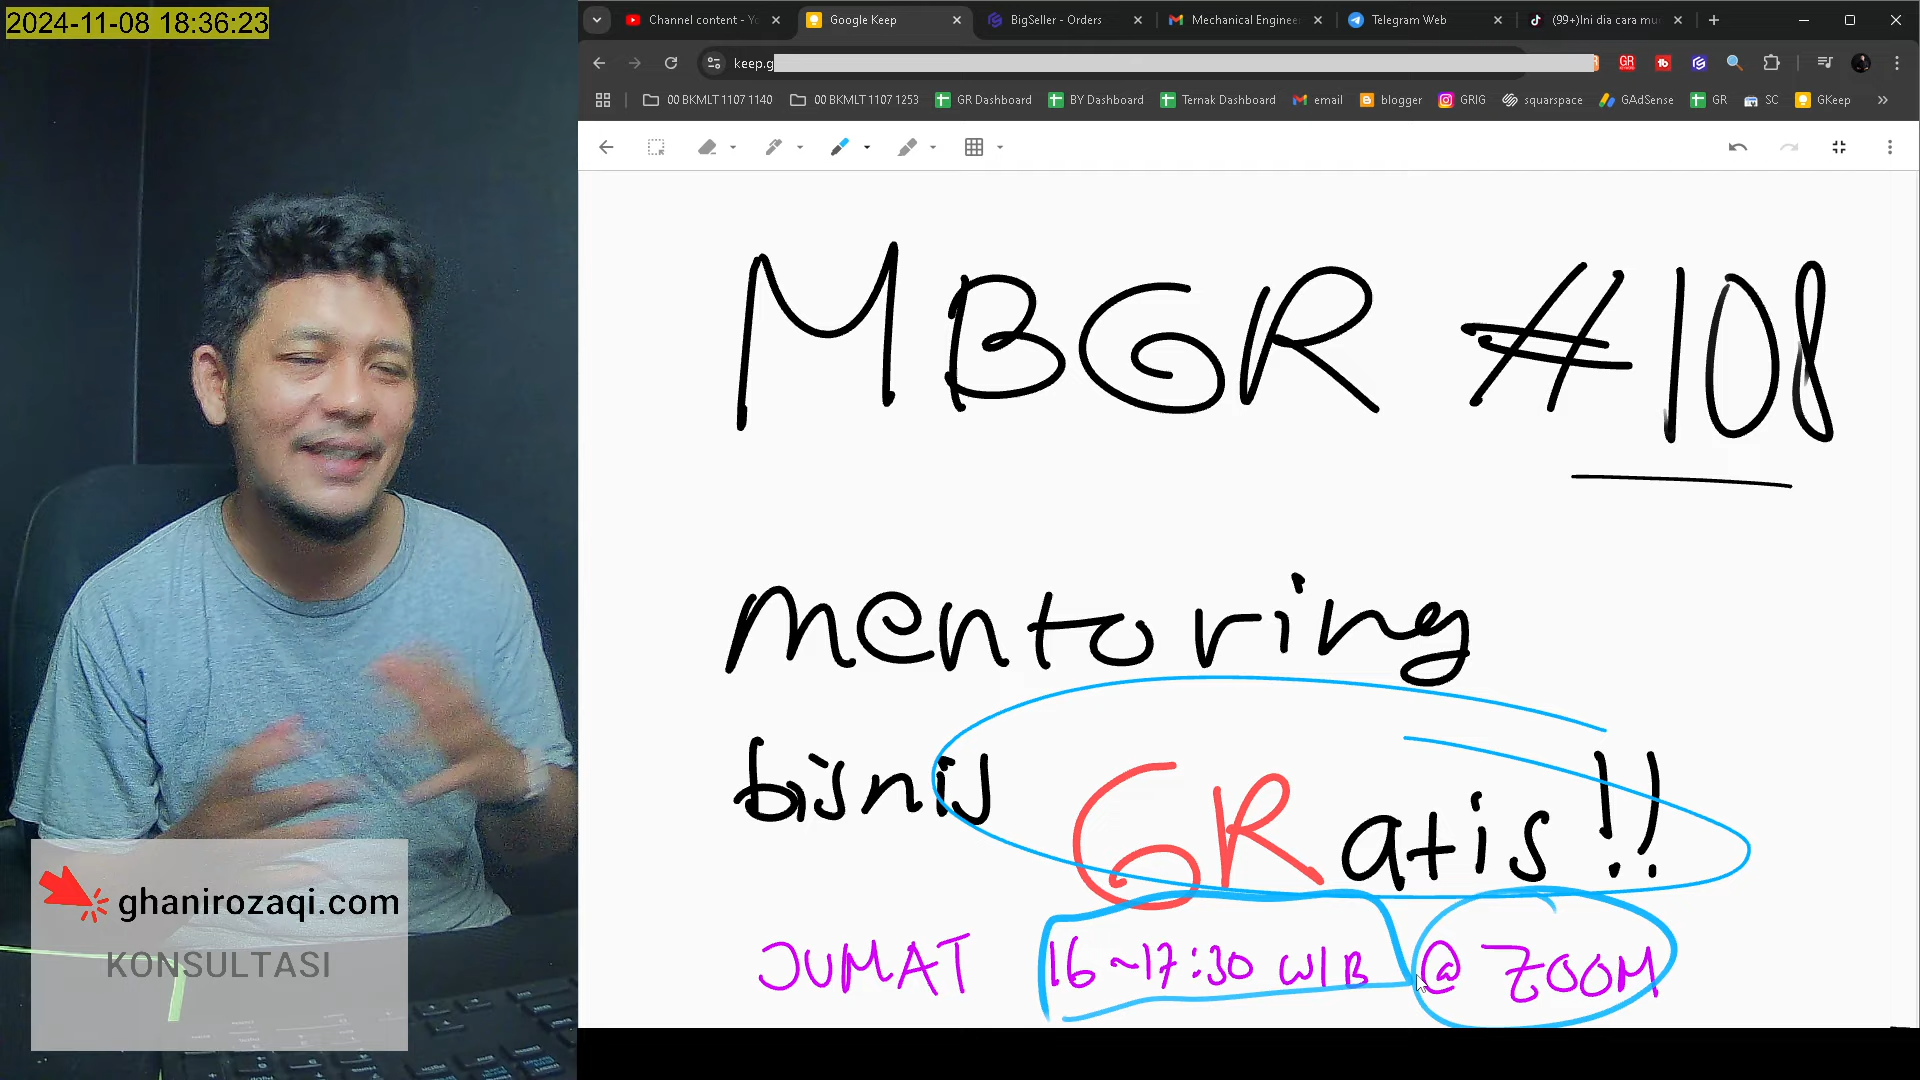 2024-11-08 18:36:23
Channel content - Yo
Google Keep
BigSeller - Orders
Mechanical Enginee
Telegram Web
(99+)Ini dia cara mu
keep.g
00 BKMLT 1107 1140
00 BKMLT 1107 1253
GR Dashboard
BY Dashboard
Ternak Dashboard
email
blogger
GRIG
squarspace
GAdSense
GR
SC
GKeep
MBGR #108
mentoring
bisnis GRatis!!
JUMAT 16~17:30 WIB @ ZOOM
ghanirozaqi.com
KONSULTASI